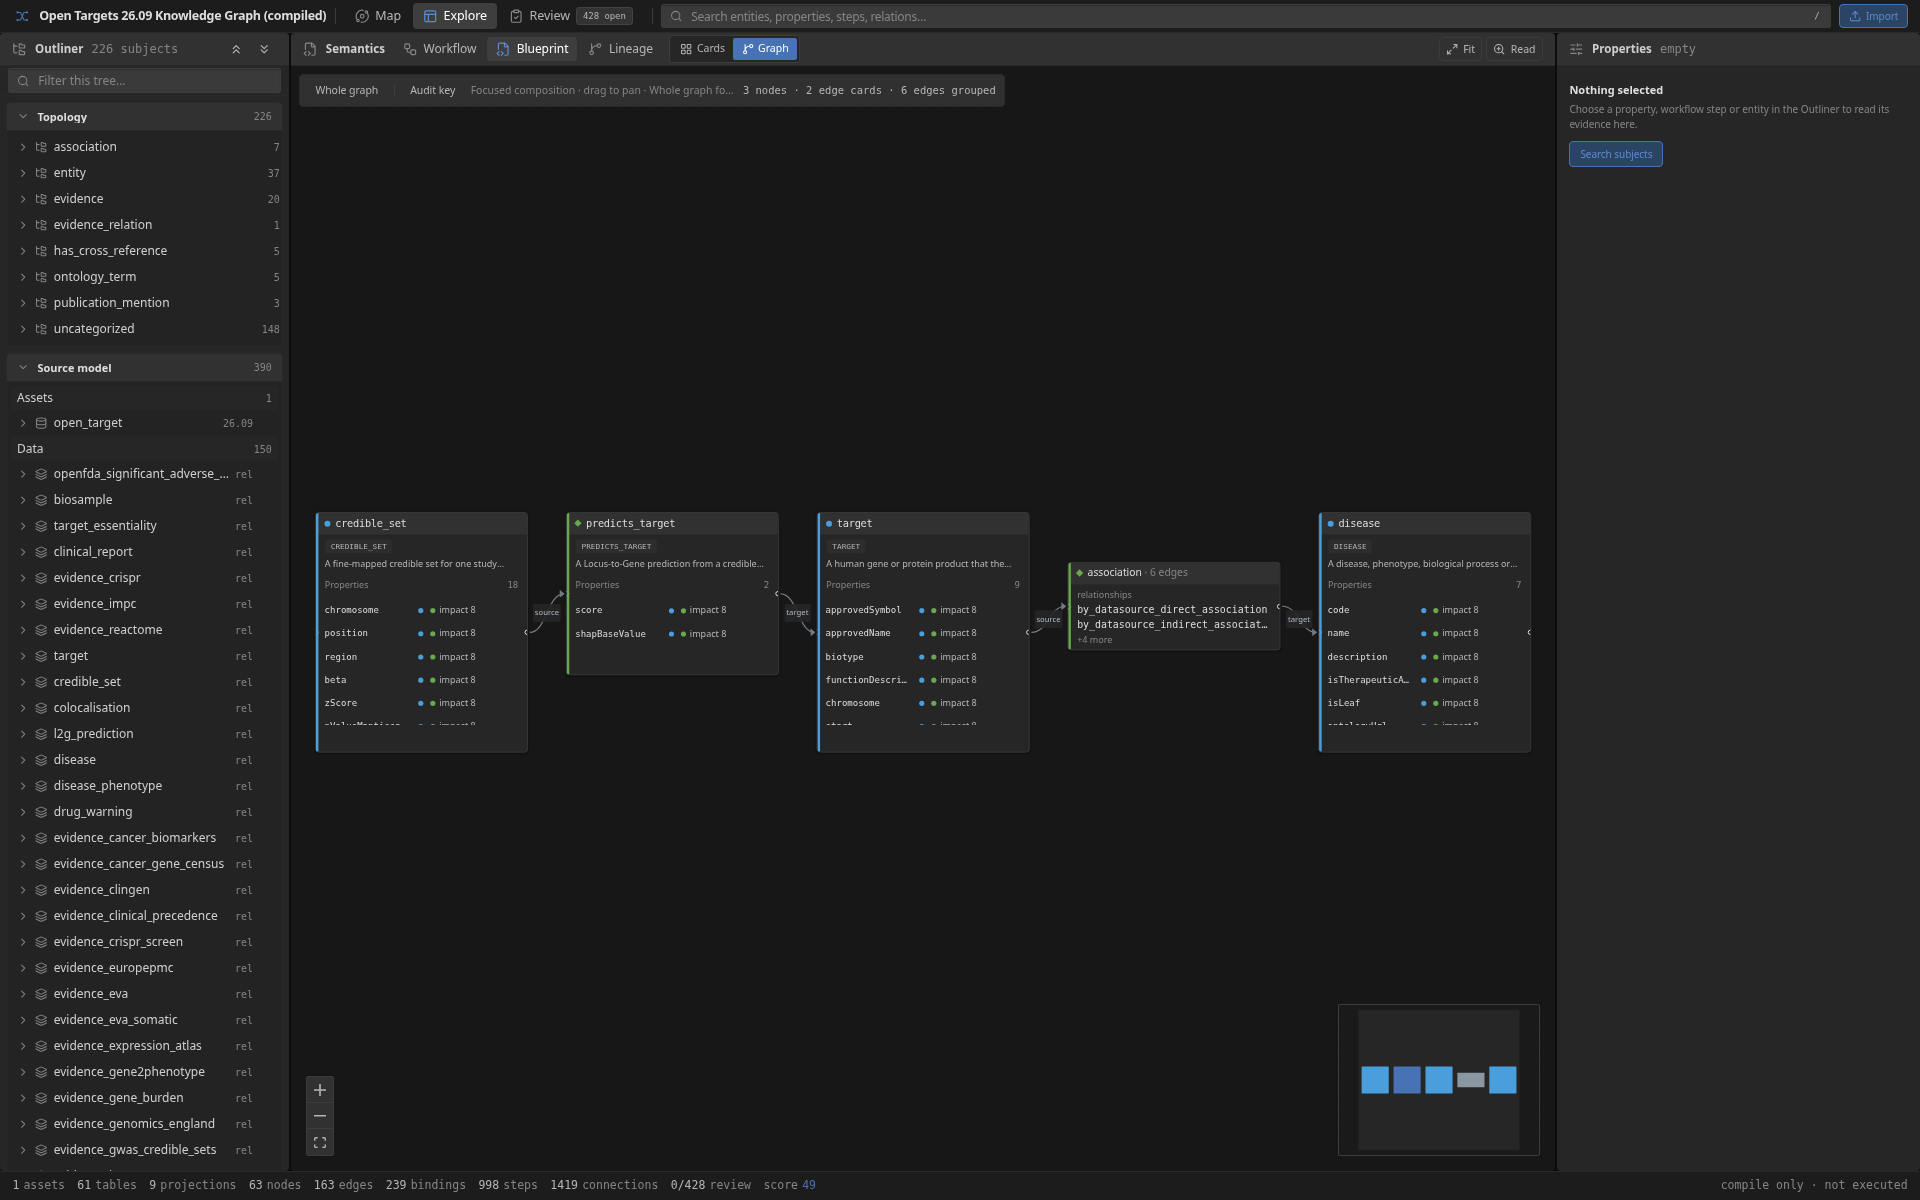 Open Targets 26.09 Knowledge Graph (compiled)
Map
Explore
Review 428 open
Search entities, properties, steps, relations...
/
Import
Outliner 226 subjects
Semantics
Workflow
Blueprint
Lineage
Cards
Graph
Fit
Read
Properties empty
Filter this tree...
Whole graph
Audit key
Focused composition · drag to pan · Whole graph fo...
3 nodes · 2 edge cards · 6 edges grouped
Nothing selected
Choose a property, workflow step or entity in the Outliner to read its
evidence here.
Search subjects
Topology 226
association 7
entity 37
evidence 20
evidence_relation 1
has_cross_reference 5
ontology_term 5
publication_mention 3
uncategorized 148
Source model 390
Assets 1
open_target 26.09
Data 150
openfda_significant_adverse_... rel
biosample rel
target_essentiality rel
clinical_report rel
evidence_crispr rel
evidence_impc rel
evidence_reactome rel
target rel
credible_set rel
colocalisation rel
l2g_prediction rel
disease rel
disease_phenotype rel
drug_warning rel
evidence_cancer_biomarkers rel
evidence_cancer_gene_census rel
evidence_clingen rel
evidence_clinical_precedence rel
evidence_crispr_screen rel
evidence_europepmc rel
evidence_eva rel
evidence_eva_somatic rel
evidence_expression_atlas rel
evidence_gene2phenotype rel
evidence_gene_burden rel
evidence_genomics_england rel
evidence_gwas_credible_sets rel
credible_set
CREDIBLE_SET
A fine-mapped credible set for one study...
Properties 18
chromosome impact 8
position impact 8
region impact 8
beta impact 8
zScore impact 8
source
predicts_target
PREDICTS_TARGET
A Locus-to-Gene prediction from a credible...
Properties 2
score impact 8
shapBaseValue impact 8
target
target
TARGET
A human gene or protein product that the...
Properties 9
approvedSymbol impact 8
approvedName impact 8
biotype impact 8
functionDescri... impact 8
chromosome impact 8
source
association · 6 edges
relationships
by_datasource_direct_association
by_datasource_indirect_associat...
+4 more
target
disease
DISEASE
A disease, phenotype, biological process or...
Properties 7
code impact 8
name impact 8
description impact 8
isTherapeuticA... impact 8
isLeaf impact 8
1 assets 61 tables 9 projections 63 nodes 163 edges 239 bindings 998 steps 1419 connections 0/428 review score 49
compile only · not executed